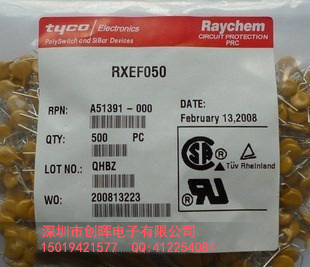 tyco / Electronics
PolySwitch and SiBar Devices
Raychem
CIRCUIT PROTECTION
PRC
RXEF050
RPN: A51391-000
DATE:
February 13,2008
QTY: 500 PC
LOT NO.: QHBZ
WO: 200813223
TÜV Rheinland
深圳市创晖电子有限公司
15019421577 QQ:412254084